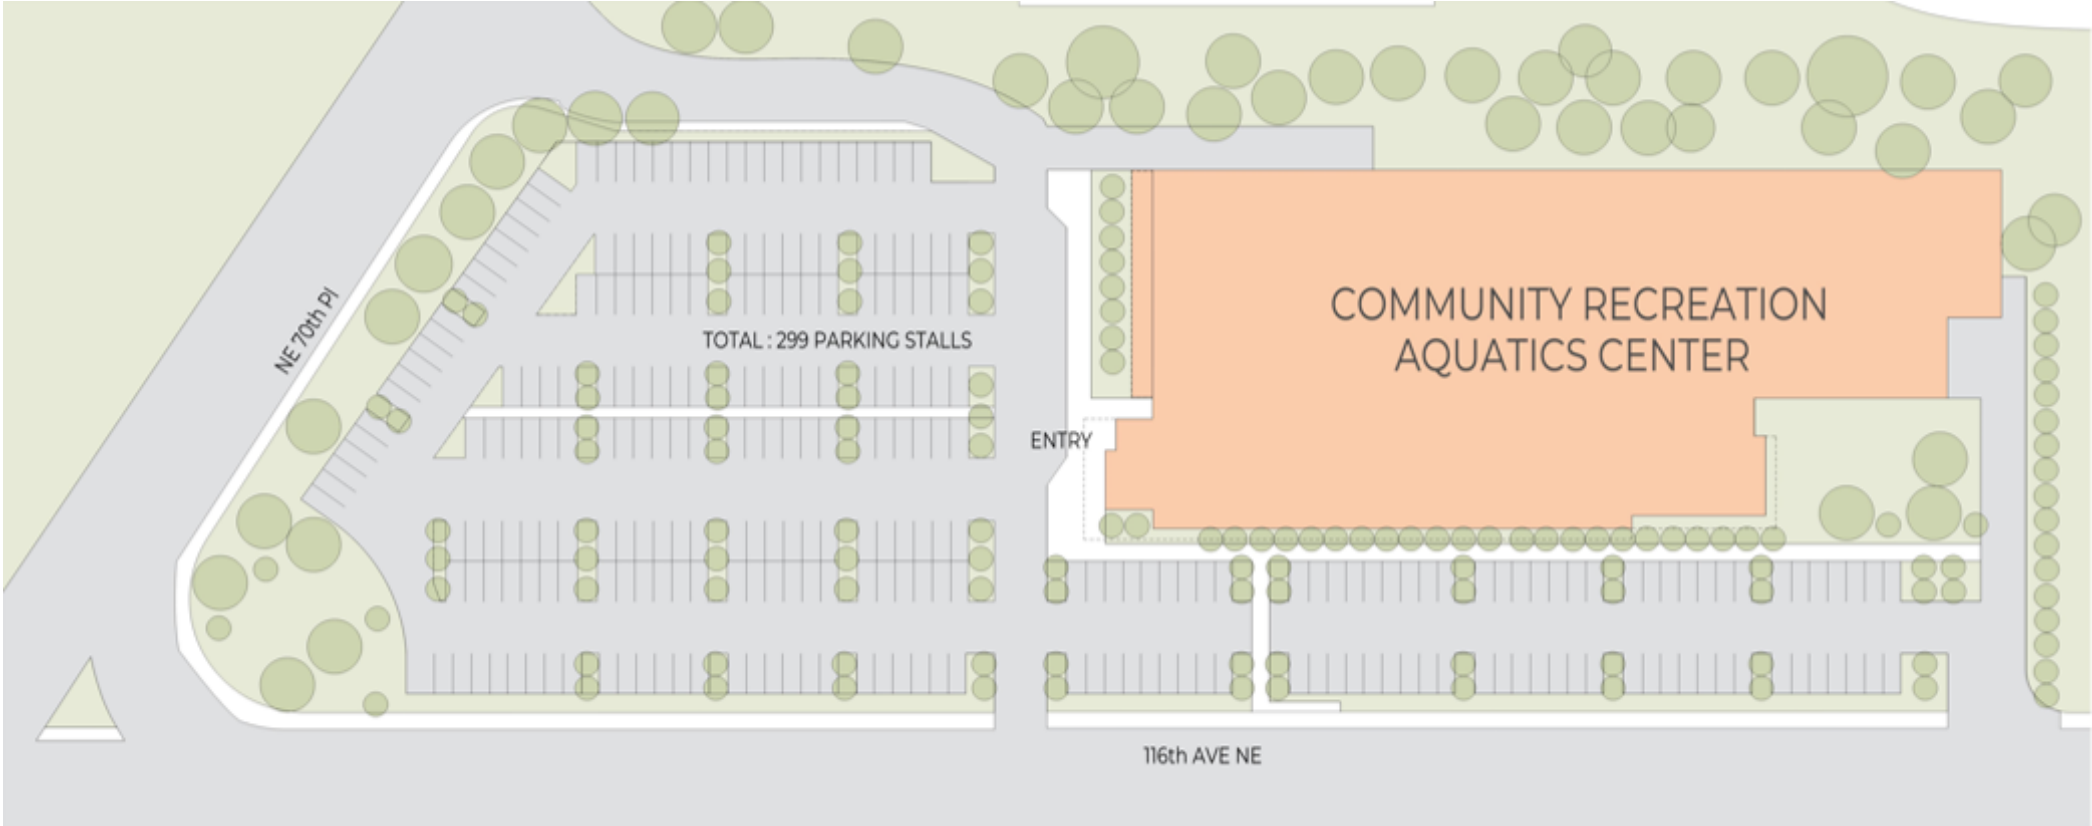 COMMUNITY RECREATION
AQUATICS CENTER
NE 70th Pl
TOTAL : 299 PARKING STALLS
ENTRY
116th AVE NE